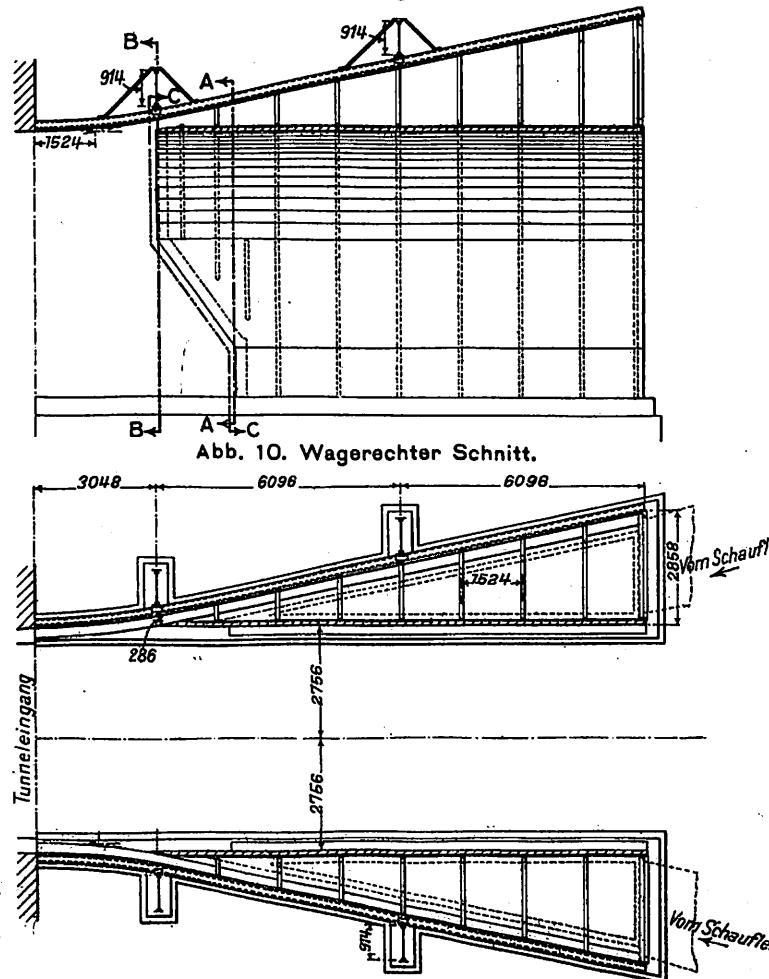 914
B
914
A
C
1524
B
A
C
Abb. 10. Wagerechter Schnitt.
3048
6096
6096
2858
Vom Schaufl
1524
286
2756
Tunneleingang
2756
Vom Schaufle
914